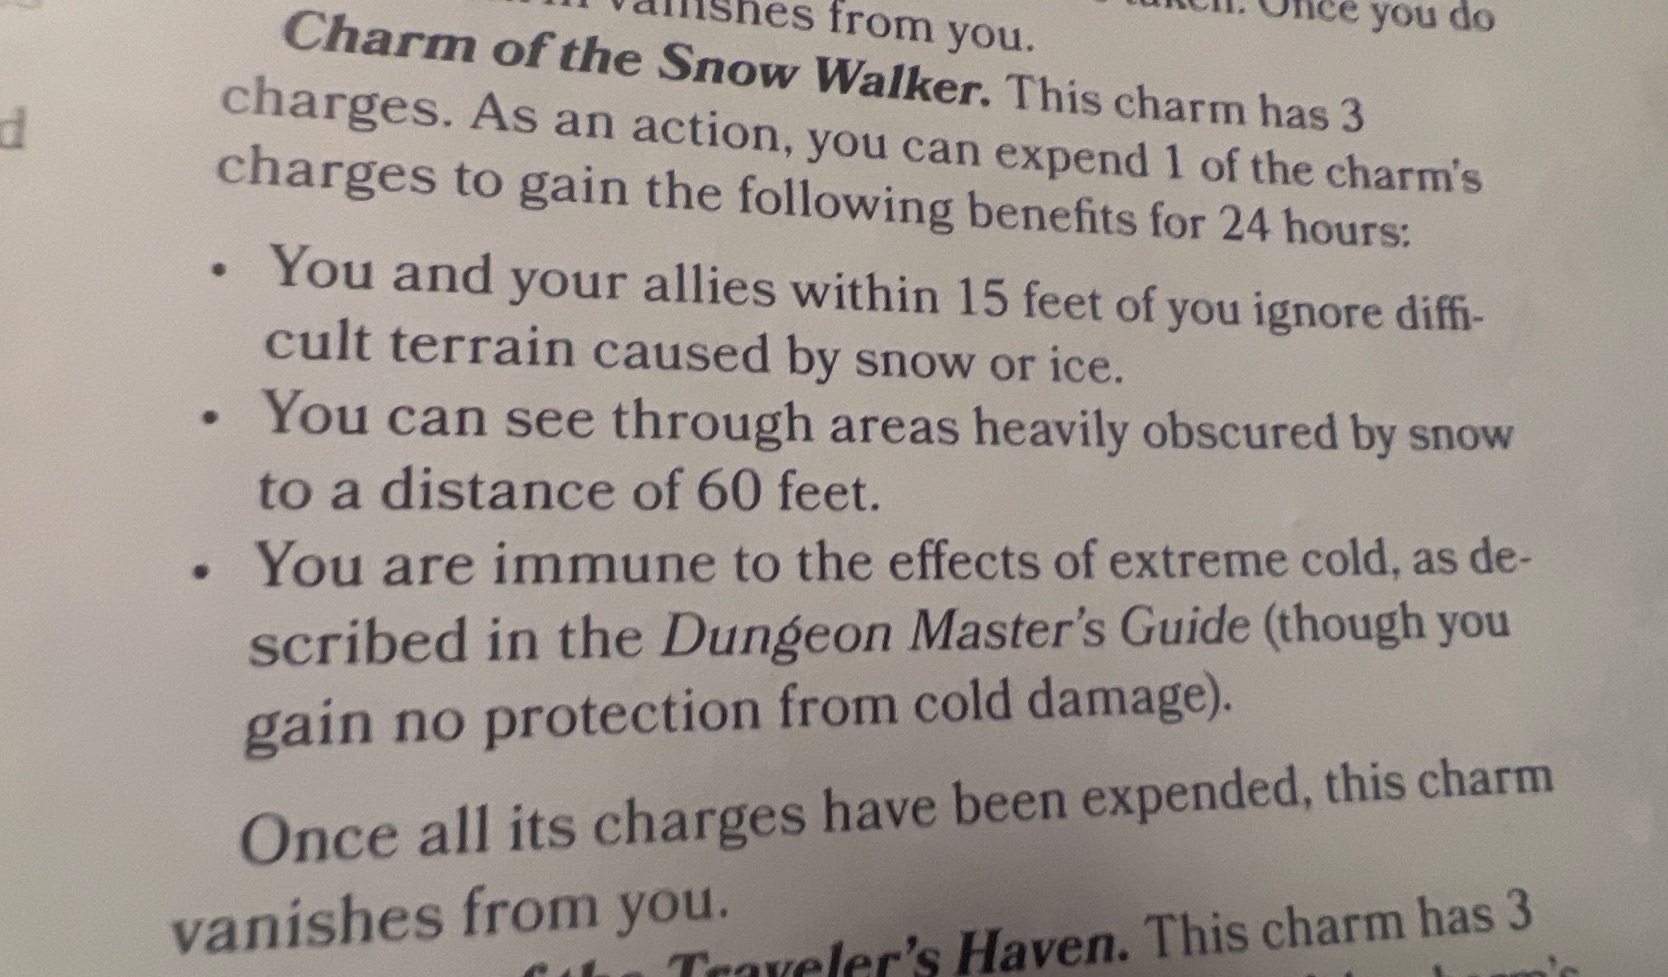 vanishes from you. Once you do
Charm of the Snow Walker. This charm has 3
charges. As an action, you can expend 1 of the charm's
charges to gain the following benefits for 24 hours:
d
• You and your allies within 15 feet of you ignore diffi-
cult terrain caused by snow or ice.
• You can see through areas heavily obscured by snow
to a distance of 60 feet.
• You are immune to the effects of extreme cold, as de-
scribed in the Dungeon Master's Guide (though you
gain no protection from cold damage).
Once all its charges have been expended, this charm
vanishes from you.
Traveler's Haven. This charm has 3